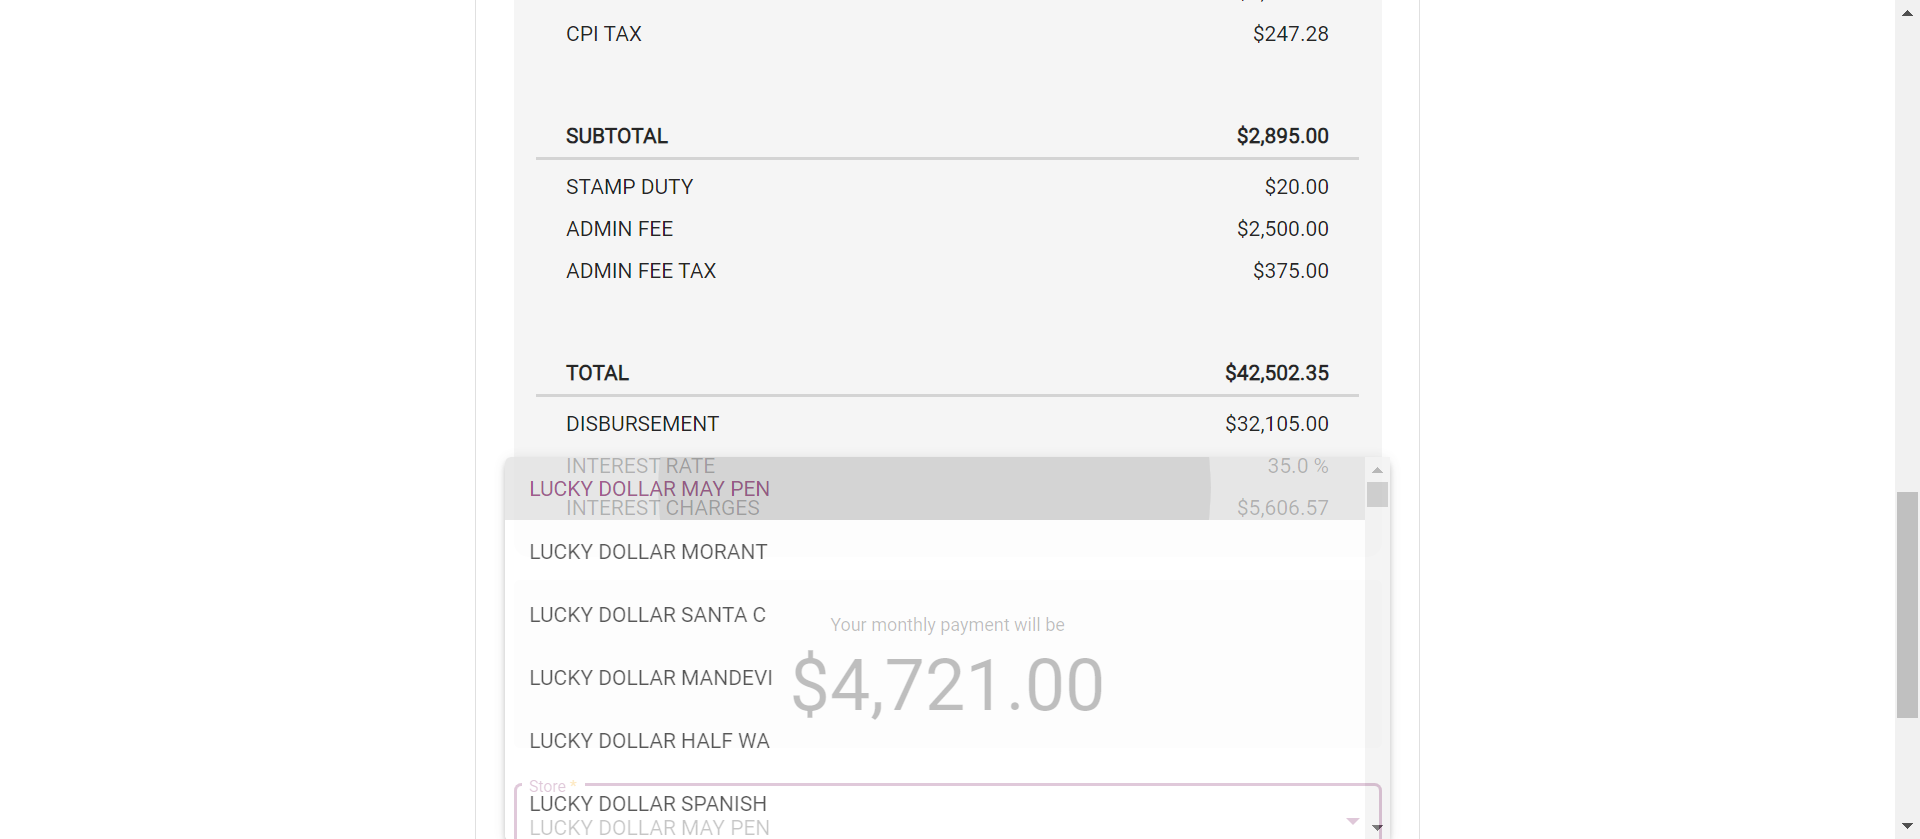 CPI TAX $247.28
SUBTOTAL $2,895.00
STAMP DUTY $20.00
ADMIN FEE $2,500.00
ADMIN FEE TAX $375.00
TOTAL $42,502.35
DISBURSEMENT $32,105.00
INTEREST RATE 35.0 %
LUCKY DOLLAR MAY PEN
INTEREST CHARGES $5,606.57
LUCKY DOLLAR MORANT
LUCKY DOLLAR SANTA C
Your monthly payment will be
LUCKY DOLLAR MANDEVI
$4,721.00
LUCKY DOLLAR HALF WA
Store *
LUCKY DOLLAR SPANISH
LUCKY DOLLAR MAY PEN